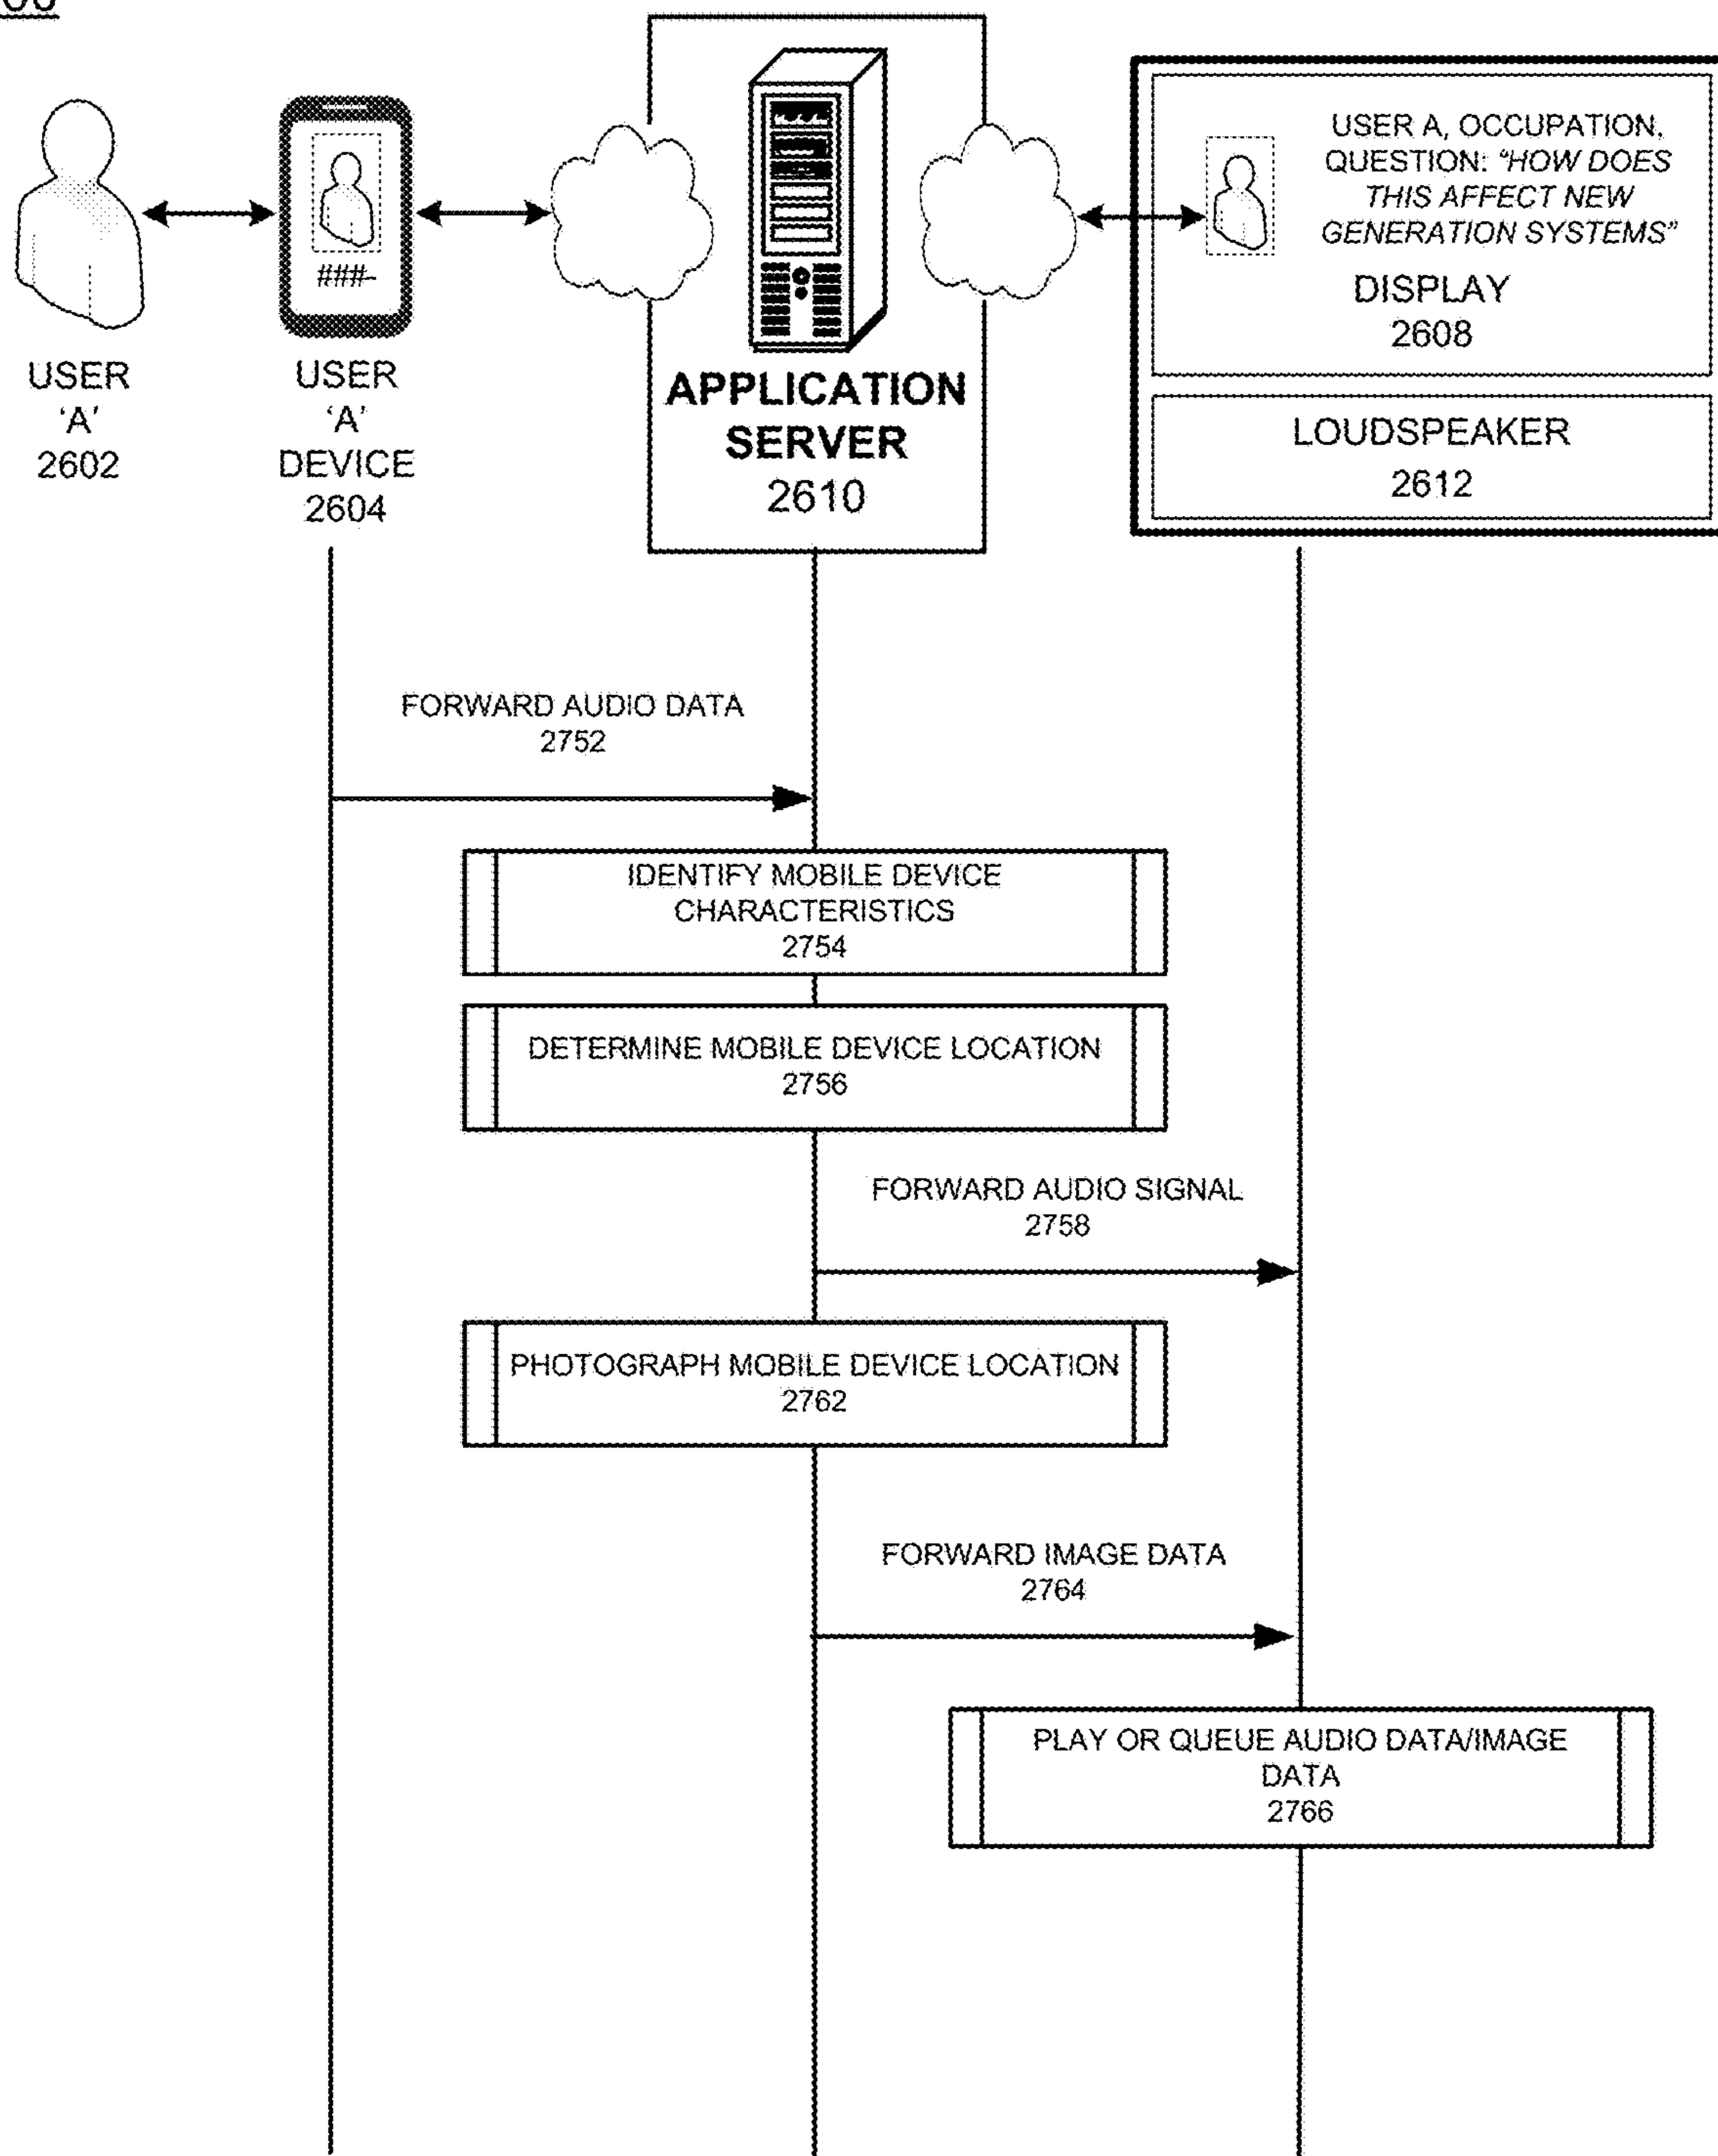 ###-
USER
‘A’
2602
USER
‘A’
DEVICE
2604
APPLICATION
SERVER
2610
USER A, OCCUPATION,
QUESTION: “HOW DOES
THIS AFFECT NEW
GENERATION SYSTEMS”
DISPLAY
2608
LOUDSPEAKER
2612
FORWARD AUDIO DATA
2752
IDENTIFY MOBILE DEVICE
CHARACTERISTICS
2754
DETERMINE MOBILE DEVICE LOCATION
2756
FORWARD AUDIO SIGNAL
2758
PHOTOGRAPH MOBILE DEVICE LOCATION
2762
FORWARD IMAGE DATA
2764
PLAY OR QUEUE AUDIO DATA/IMAGE
DATA
2766